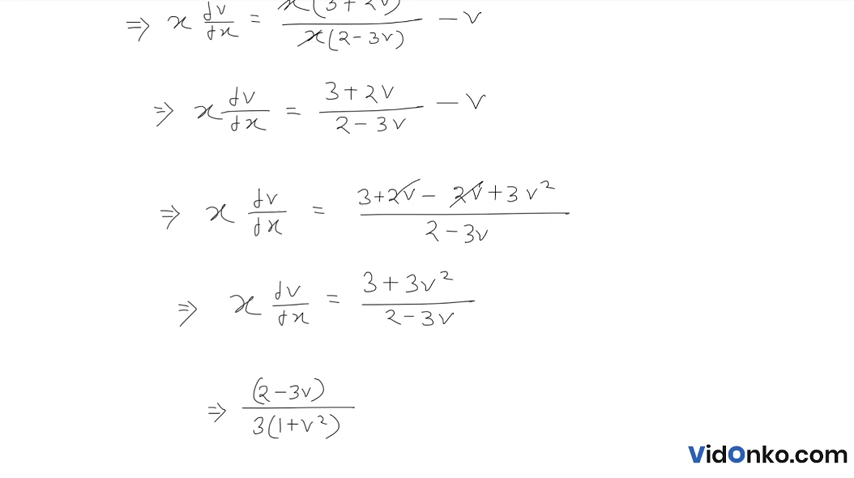 ⇒ x dv/dx = x(3+2v)/x(2-3v) - v
⇒ x dv/dx = 3+2v/2-3v - v
⇒ x dv/dx = 3+2v-2v+3v²/2-3v
⇒ x dv/dx = 3+3v²/2-3v
⇒ (2-3v)/3(1+v²)
VidOnko.com